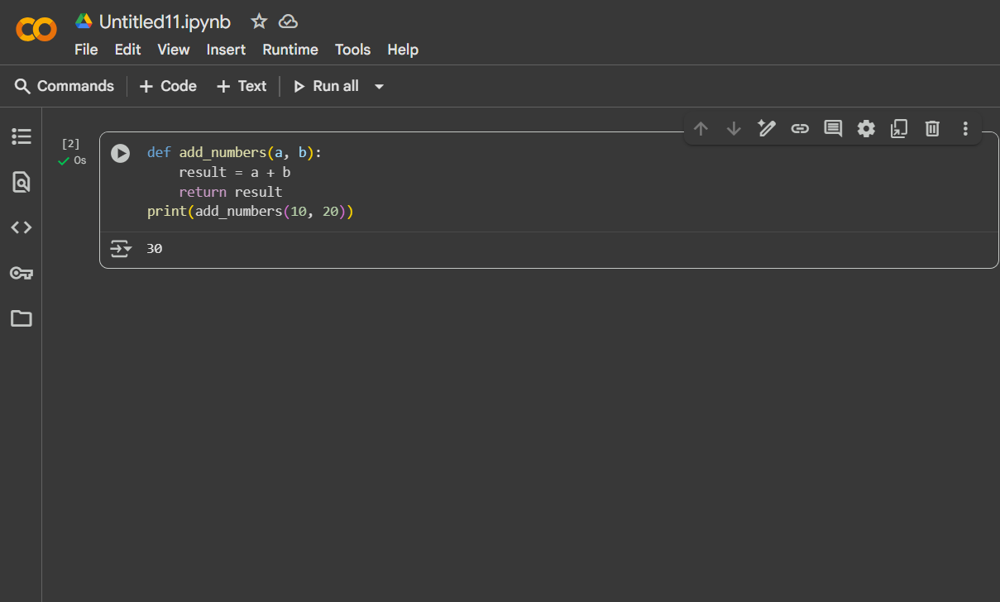 Untitled11.ipynb
File Edit View Insert Runtime Tools Help
Commands + Code + Text Run all
[2]
0s
def add_numbers(a, b):
    result = a + b
    return result
print(add_numbers(10, 20))
30